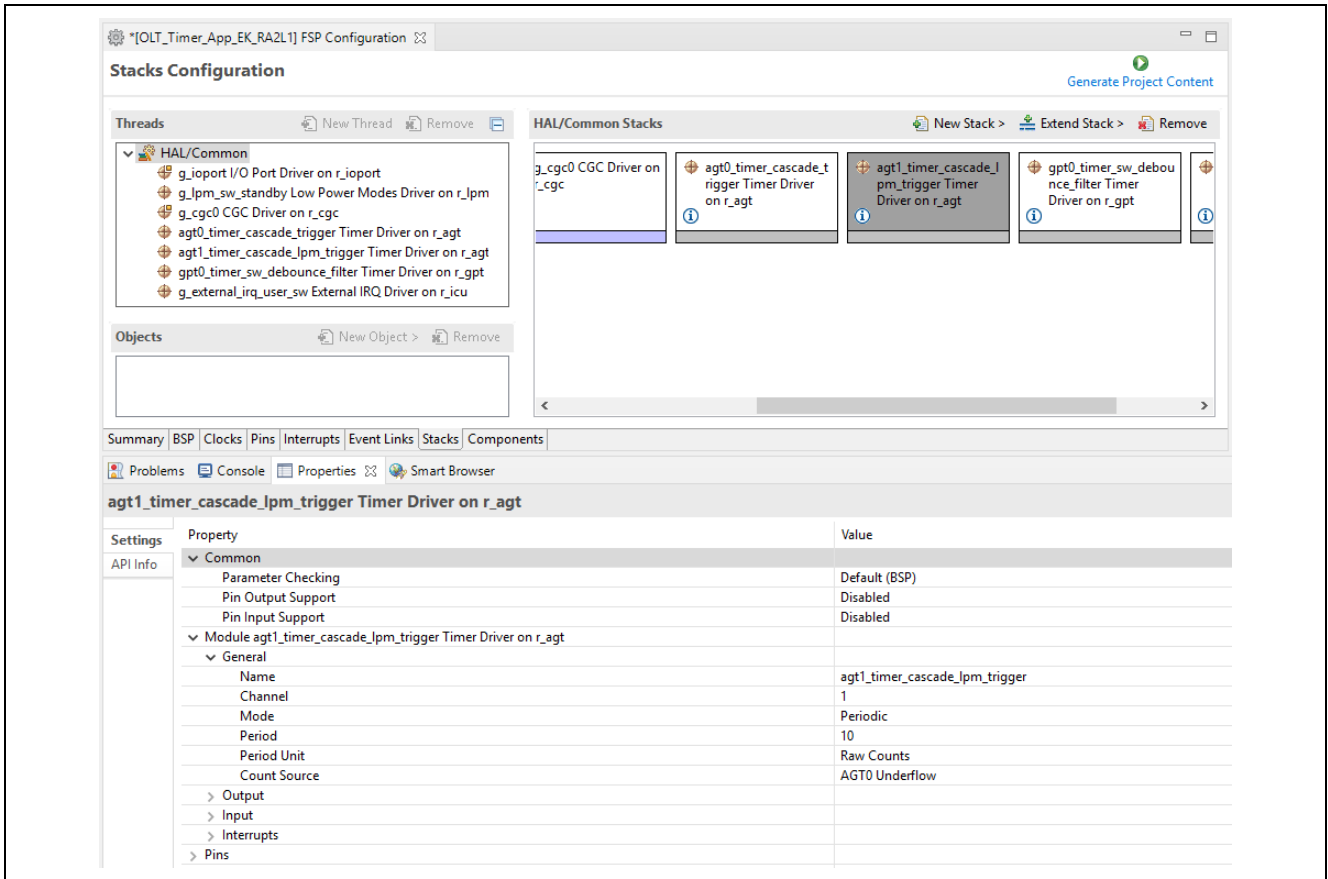 *[OLT_Timer_App_EK_RA2L1] FSP Configuration
Stacks Configuration
Generate Project Content
Threads
New Thread
Remove
HAL/Common
g_ioport I/O Port Driver on r_ioport
g_lpm_sw_standby Low Power Modes Driver on r_lpm
g_cgc0 CGC Driver on r_cgc
agt0_timer_cascade_trigger Timer Driver on r_agt
agt1_timer_cascade_lpm_trigger Timer Driver on r_agt
gpt0_timer_sw_debounce_filter Timer Driver on r_gpt
g_external_irq_user_sw External IRQ Driver on r_icu
Objects
New Object >
Remove
HAL/Common Stacks
New Stack >
Extend Stack >
Remove
g_cgc0 CGC Driver on
r_cgc
agt0_timer_cascade_t
rigger Timer Driver
on r_agt
agt1_timer_cascade_l
pm_trigger Timer
Driver on r_agt
gpt0_timer_sw_debou
nce_filter Timer
Driver on r_gpt
Summary BSP Clocks Pins Interrupts Event Links Stacks Components
Problems Console Properties Smart Browser
agt1_timer_cascade_lpm_trigger Timer Driver on r_agt
Settings
API Info
Property Value
Common
Parameter Checking Default (BSP)
Pin Output Support Disabled
Pin Input Support Disabled
Module agt1_timer_cascade_lpm_trigger Timer Driver on r_agt
General
Name agt1_timer_cascade_lpm_trigger
Channel 1
Mode Periodic
Period 10
Period Unit Raw Counts
Count Source AGT0 Underflow
Output
Input
Interrupts
Pins